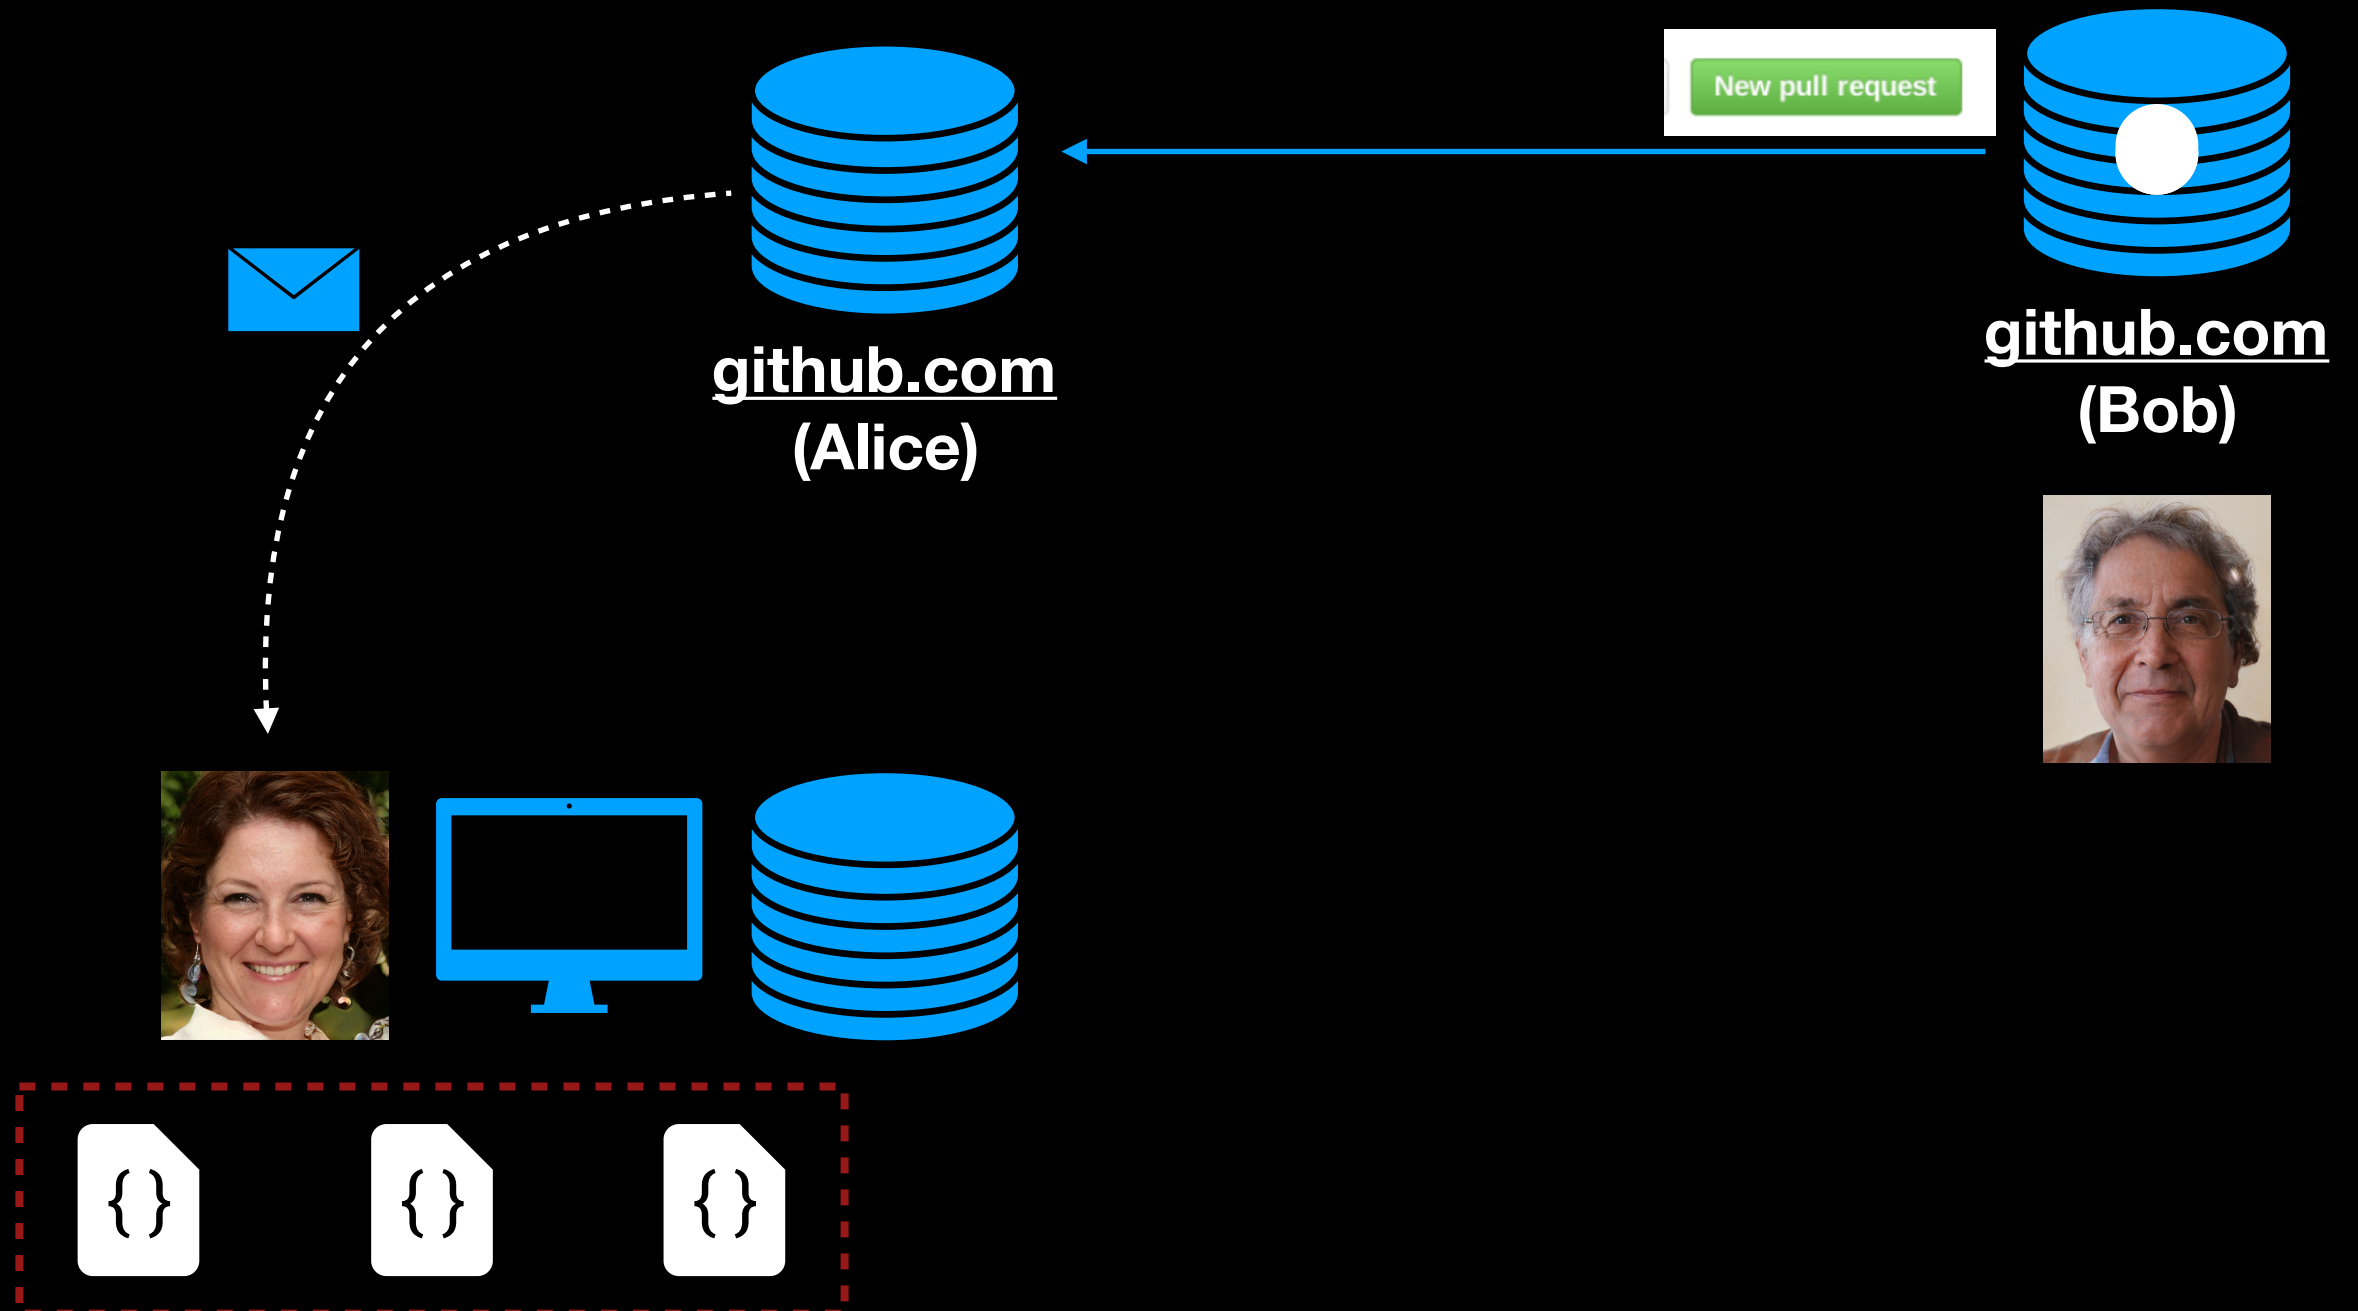 New pull request
github.com
(Alice)
github.com
(Bob)
{}
{}
{}